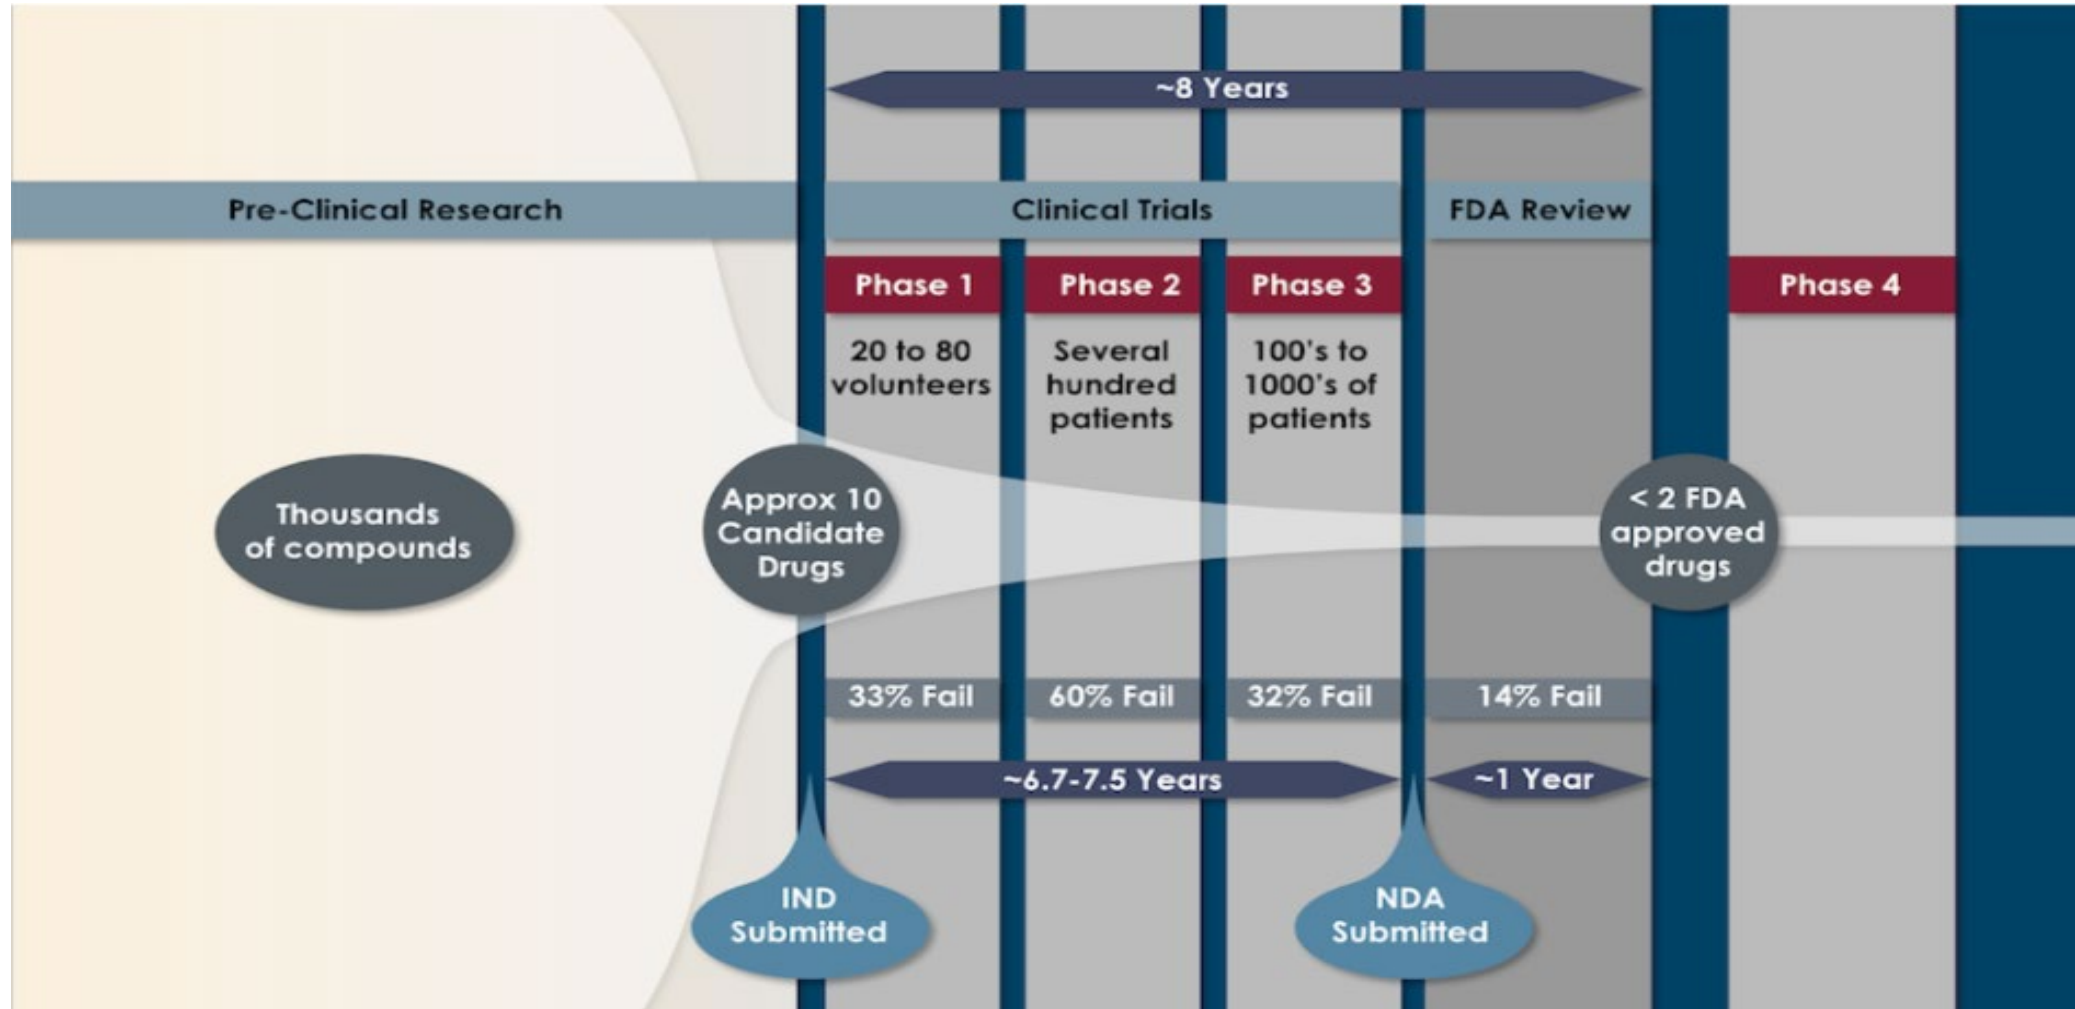 ~8 Years
Pre-Clinical Research
Clinical Trials
FDA Review
Phase 1
Phase 2
Phase 3
Phase 4
20 to 80
volunteers
Several
hundred
patients
100's to
1000's of
patients
Thousands
of compounds
Approx 10
Candidate
Drugs
< 2 FDA
approved
drugs
33% Fail
60% Fail
32% Fail
14% Fail
~6.7-7.5 Years
~1 Year
IND
Submitted
NDA
Submitted